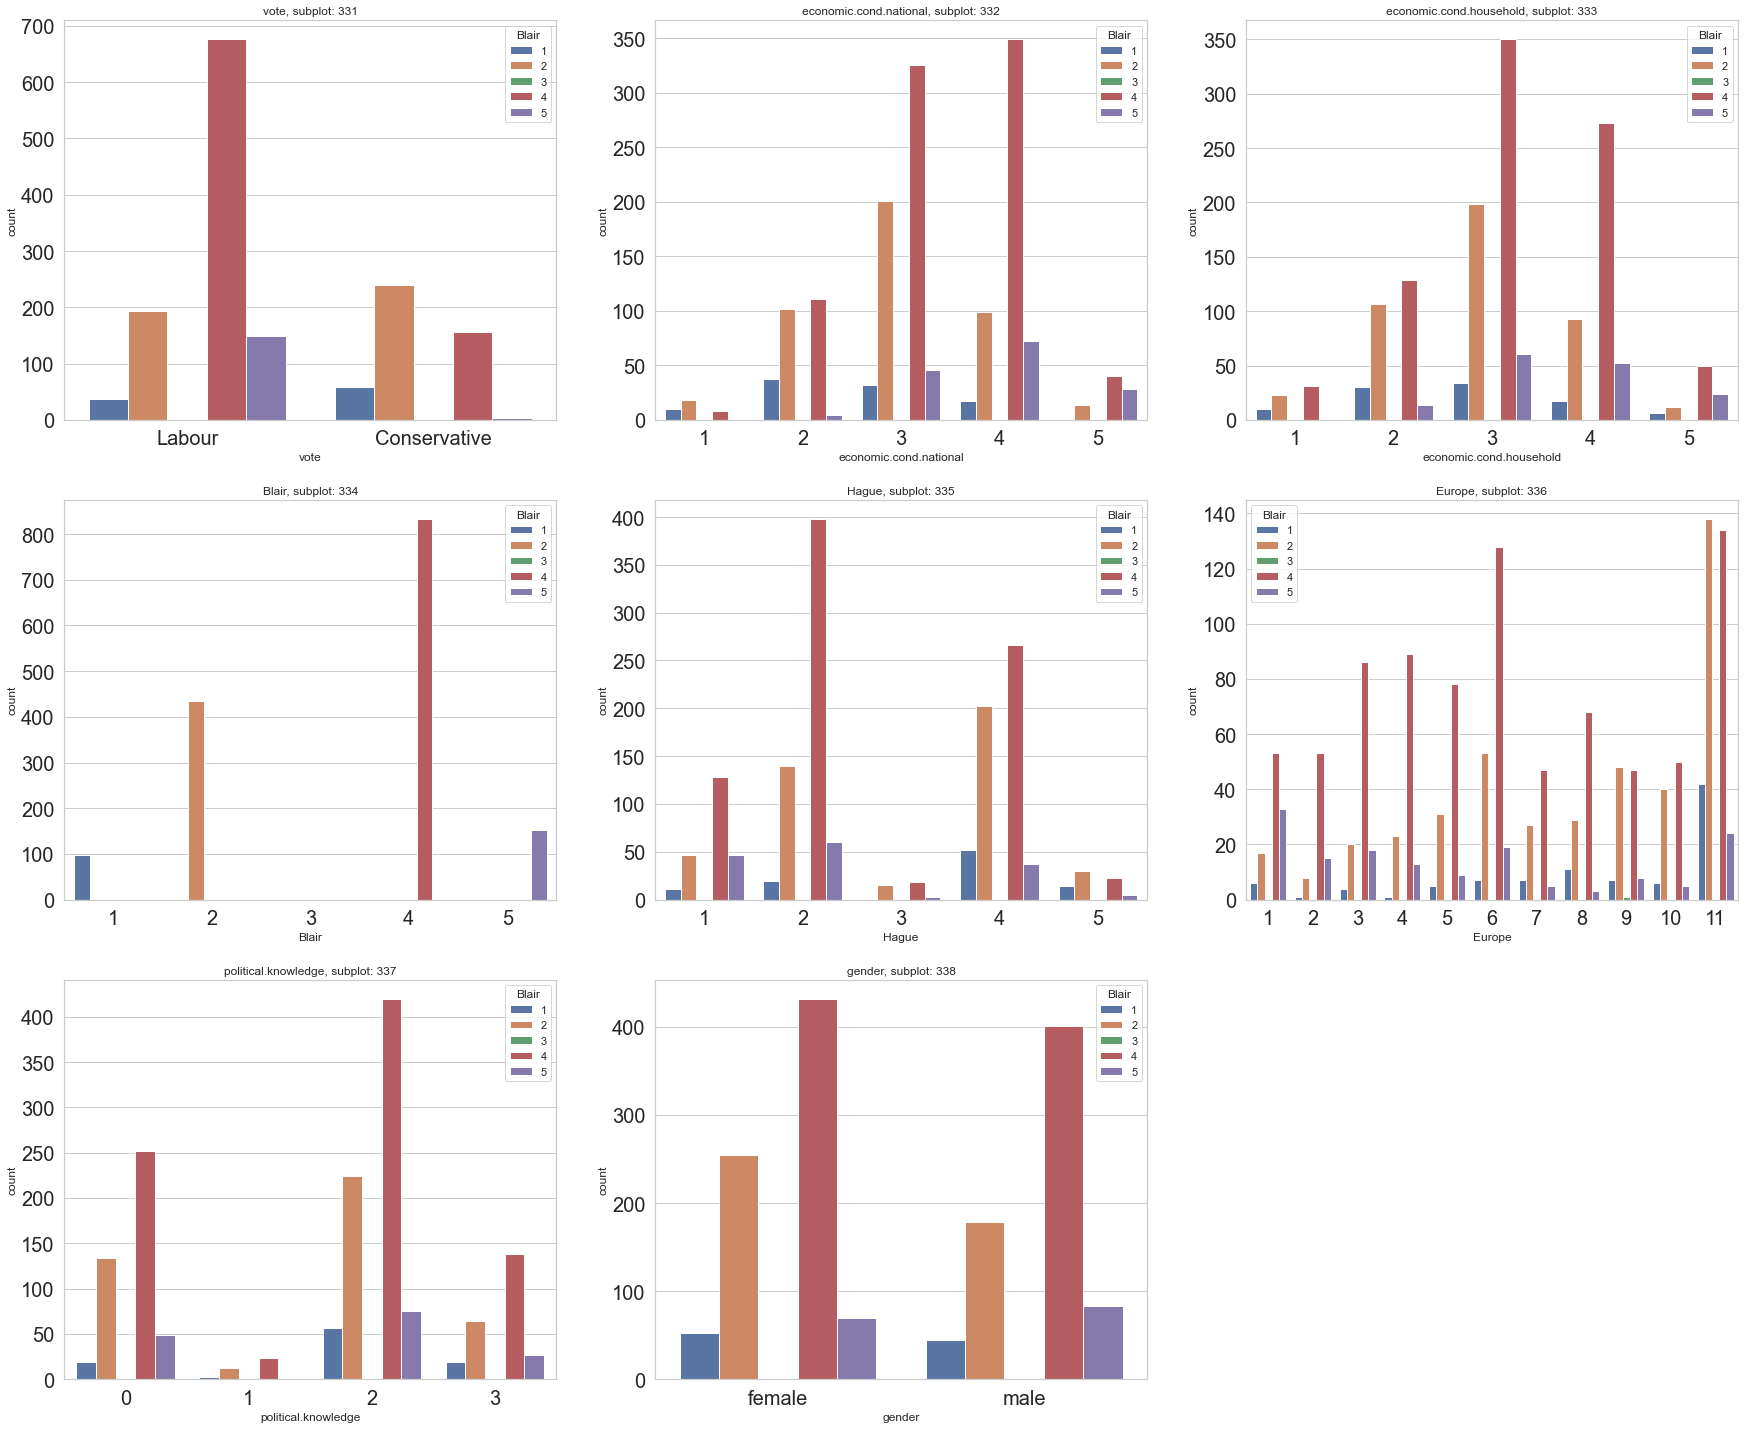 vote, subplot: 331
700
600
500
400
300
200
100
0
count
Labour Conservative
vote
Blair
1
2
3
4
5
economic.cond.national, subplot: 332
350
300
250
200
150
100
50
0
count
1 2 3 4 5
economic.cond.national
Blair
1
2
3
4
5
economic.cond.household, subplot: 333
350
300
250
200
150
100
50
0
count
1 2 3 4 5
economic.cond.household
Blair
1
2
3
4
5
Blair, subplot: 334
800
700
600
500
400
300
200
100
0
count
1 2 3 4 5
Blair
Blair
1
2
3
4
5
Hague, subplot: 335
400
350
300
250
200
150
100
50
0
count
1 2 3 4 5
Hague
Blair
1
2
3
4
5
Europe, subplot: 336
140
120
100
80
60
40
20
0
count
1 2 3 4 5 6 7 8 9 10 11
Europe
Blair
1
2
3
4
5
political.knowledge, subplot: 337
400
350
300
250
200
150
100
50
0
count
0 1 2 3
political.knowledge
Blair
1
2
3
4
5
gender, subplot: 338
400
300
200
100
0
count
female male
gender
Blair
1
2
3
4
5